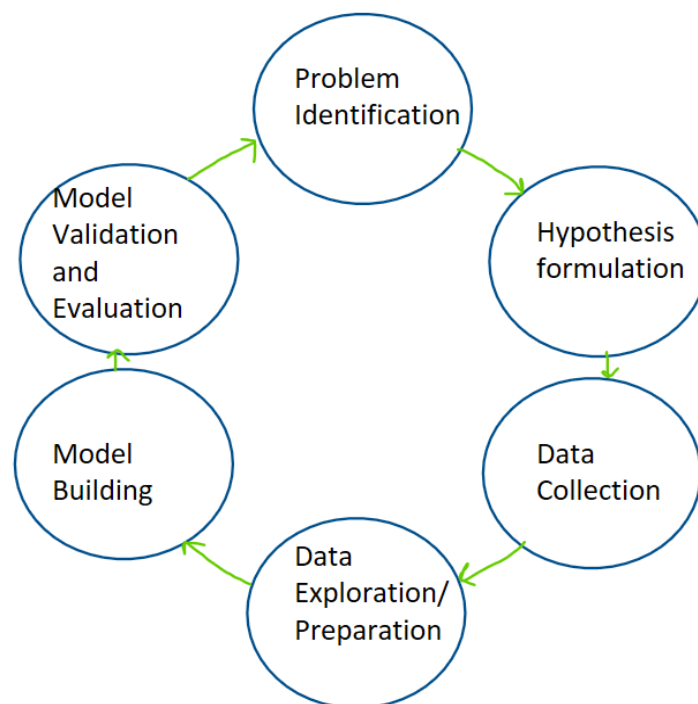 Problem
Identification
Hypothesis
formulation
Data
Collection
Data
Exploration/
Preparation
Model
Building
Model
Validation
and
Evaluation